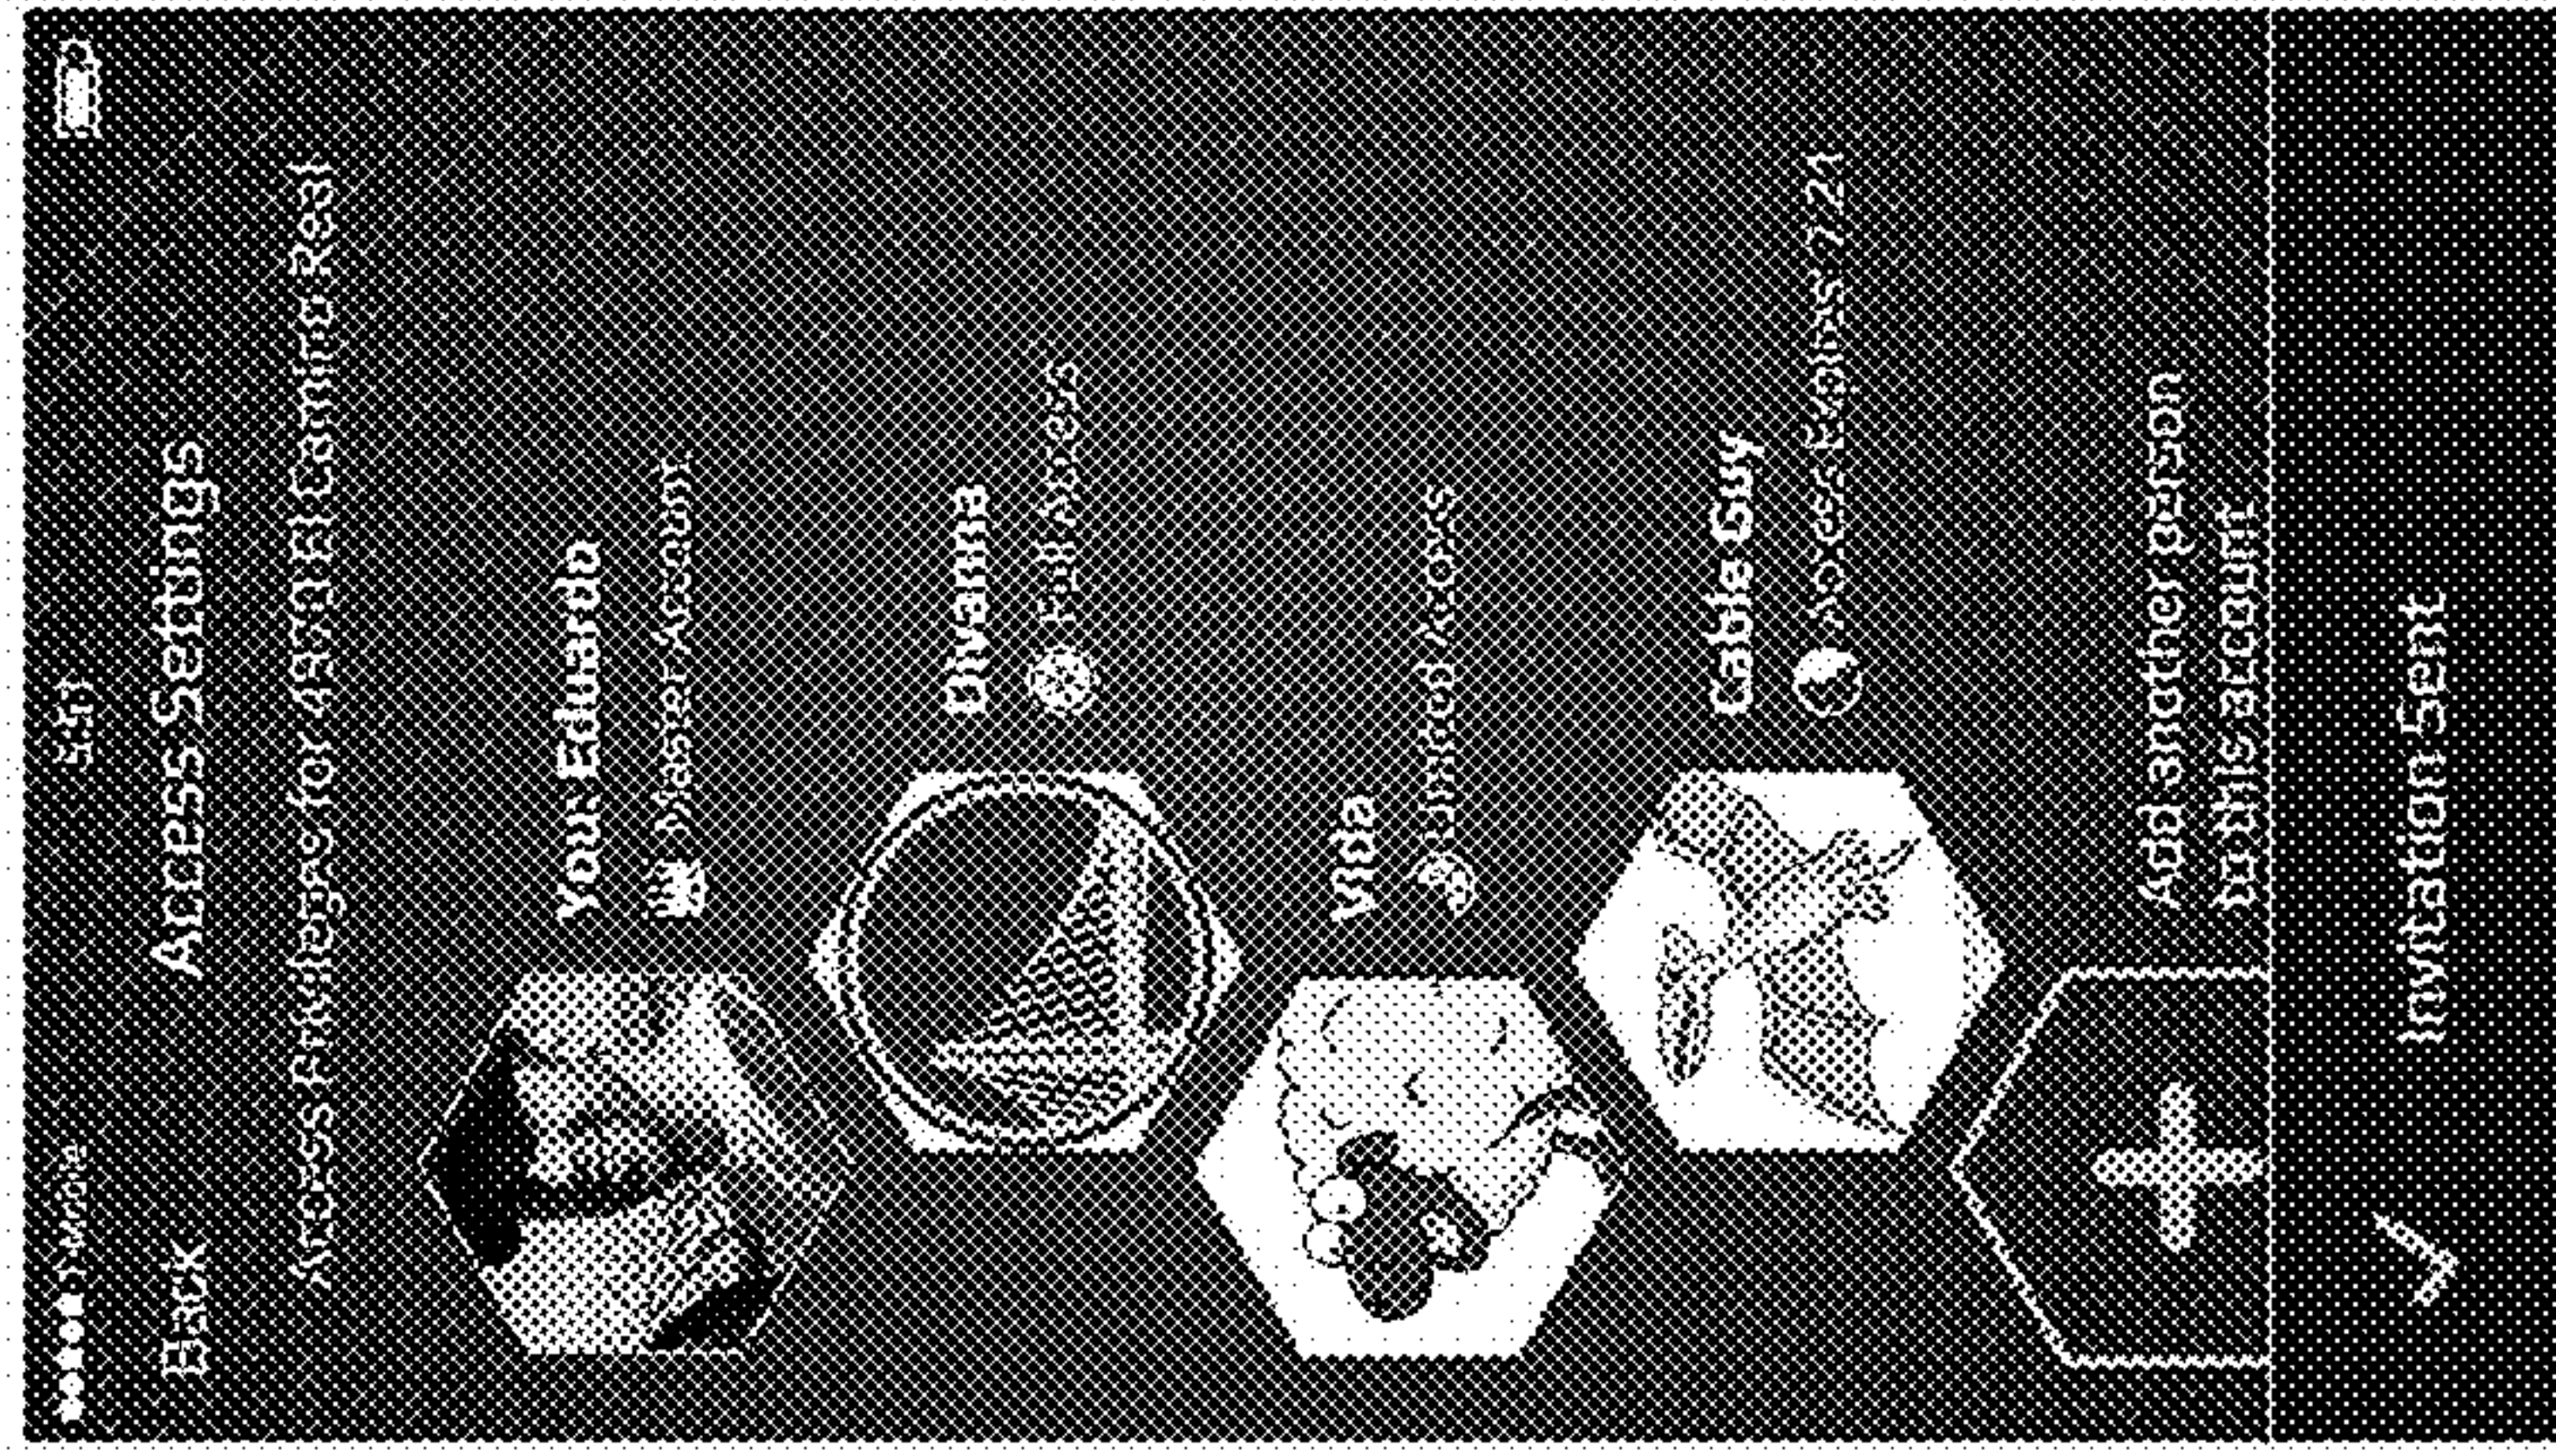 Mobile
Back
Access Settings
Access Privileges for 4970 El Camino Real
You: Eduardo
Master Account
Divanna
Full Access
Vida
Limited Access
Cable Guy
Access Expires 7.21
Add another person
to this account
Invitation Sent